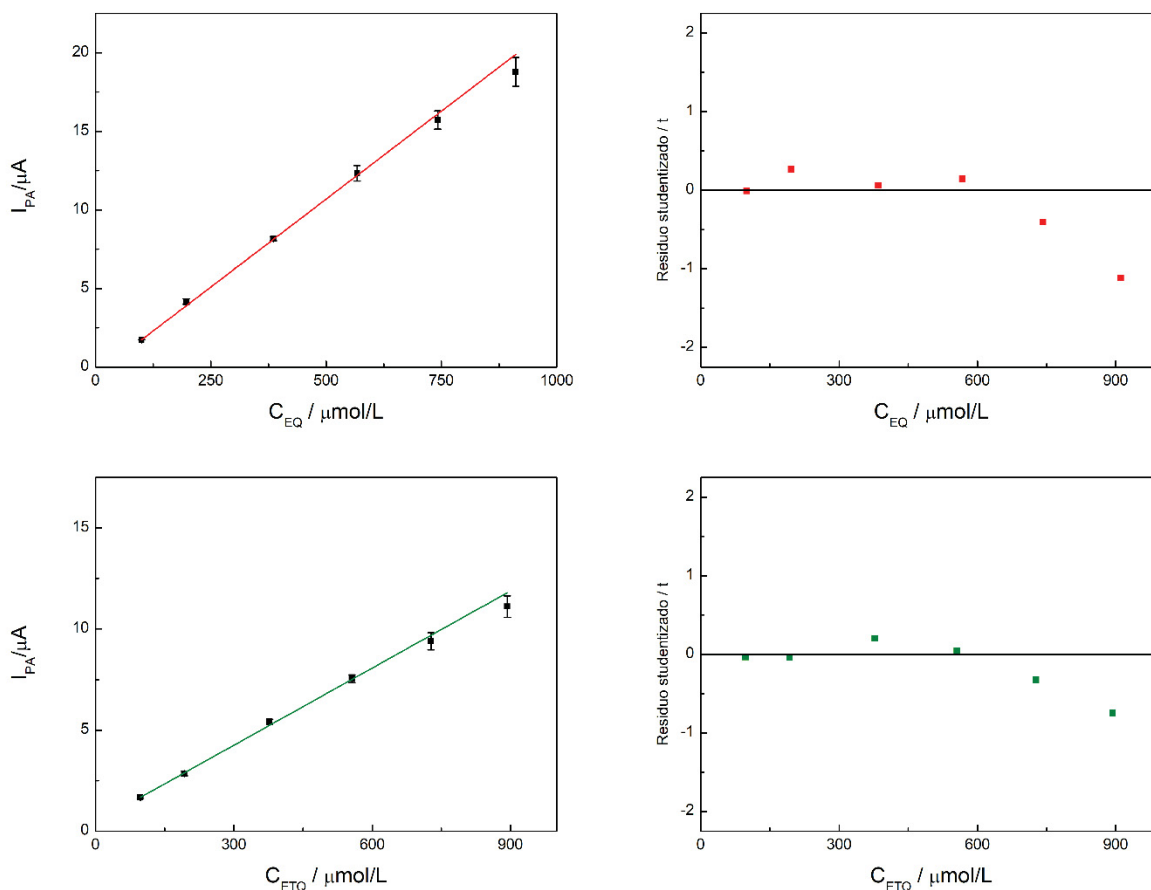 20
15
10
5
0
I_PA/μA
0 250 500 750 1000
C_EQ / μmol/L
2
1
0
-1
-2
Residuo studentizado / t
0 300 600 900
C_EQ / μmol/L
15
10
5
0
I_PA/μA
0 300 600 900
C_ETQ / μmol/L
2
1
0
-1
-2
Residuo studentizado / t
0 300 600 900
C_ETQ / μmol/L